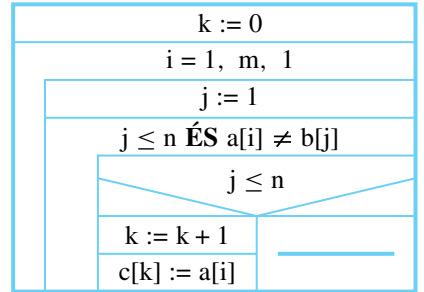 k := 0
i = 1, m, 1
j := 1
j ≤ n ÉS a[i] ≠ b[j]
j ≤ n
k := k + 1
c[k] := a[i]